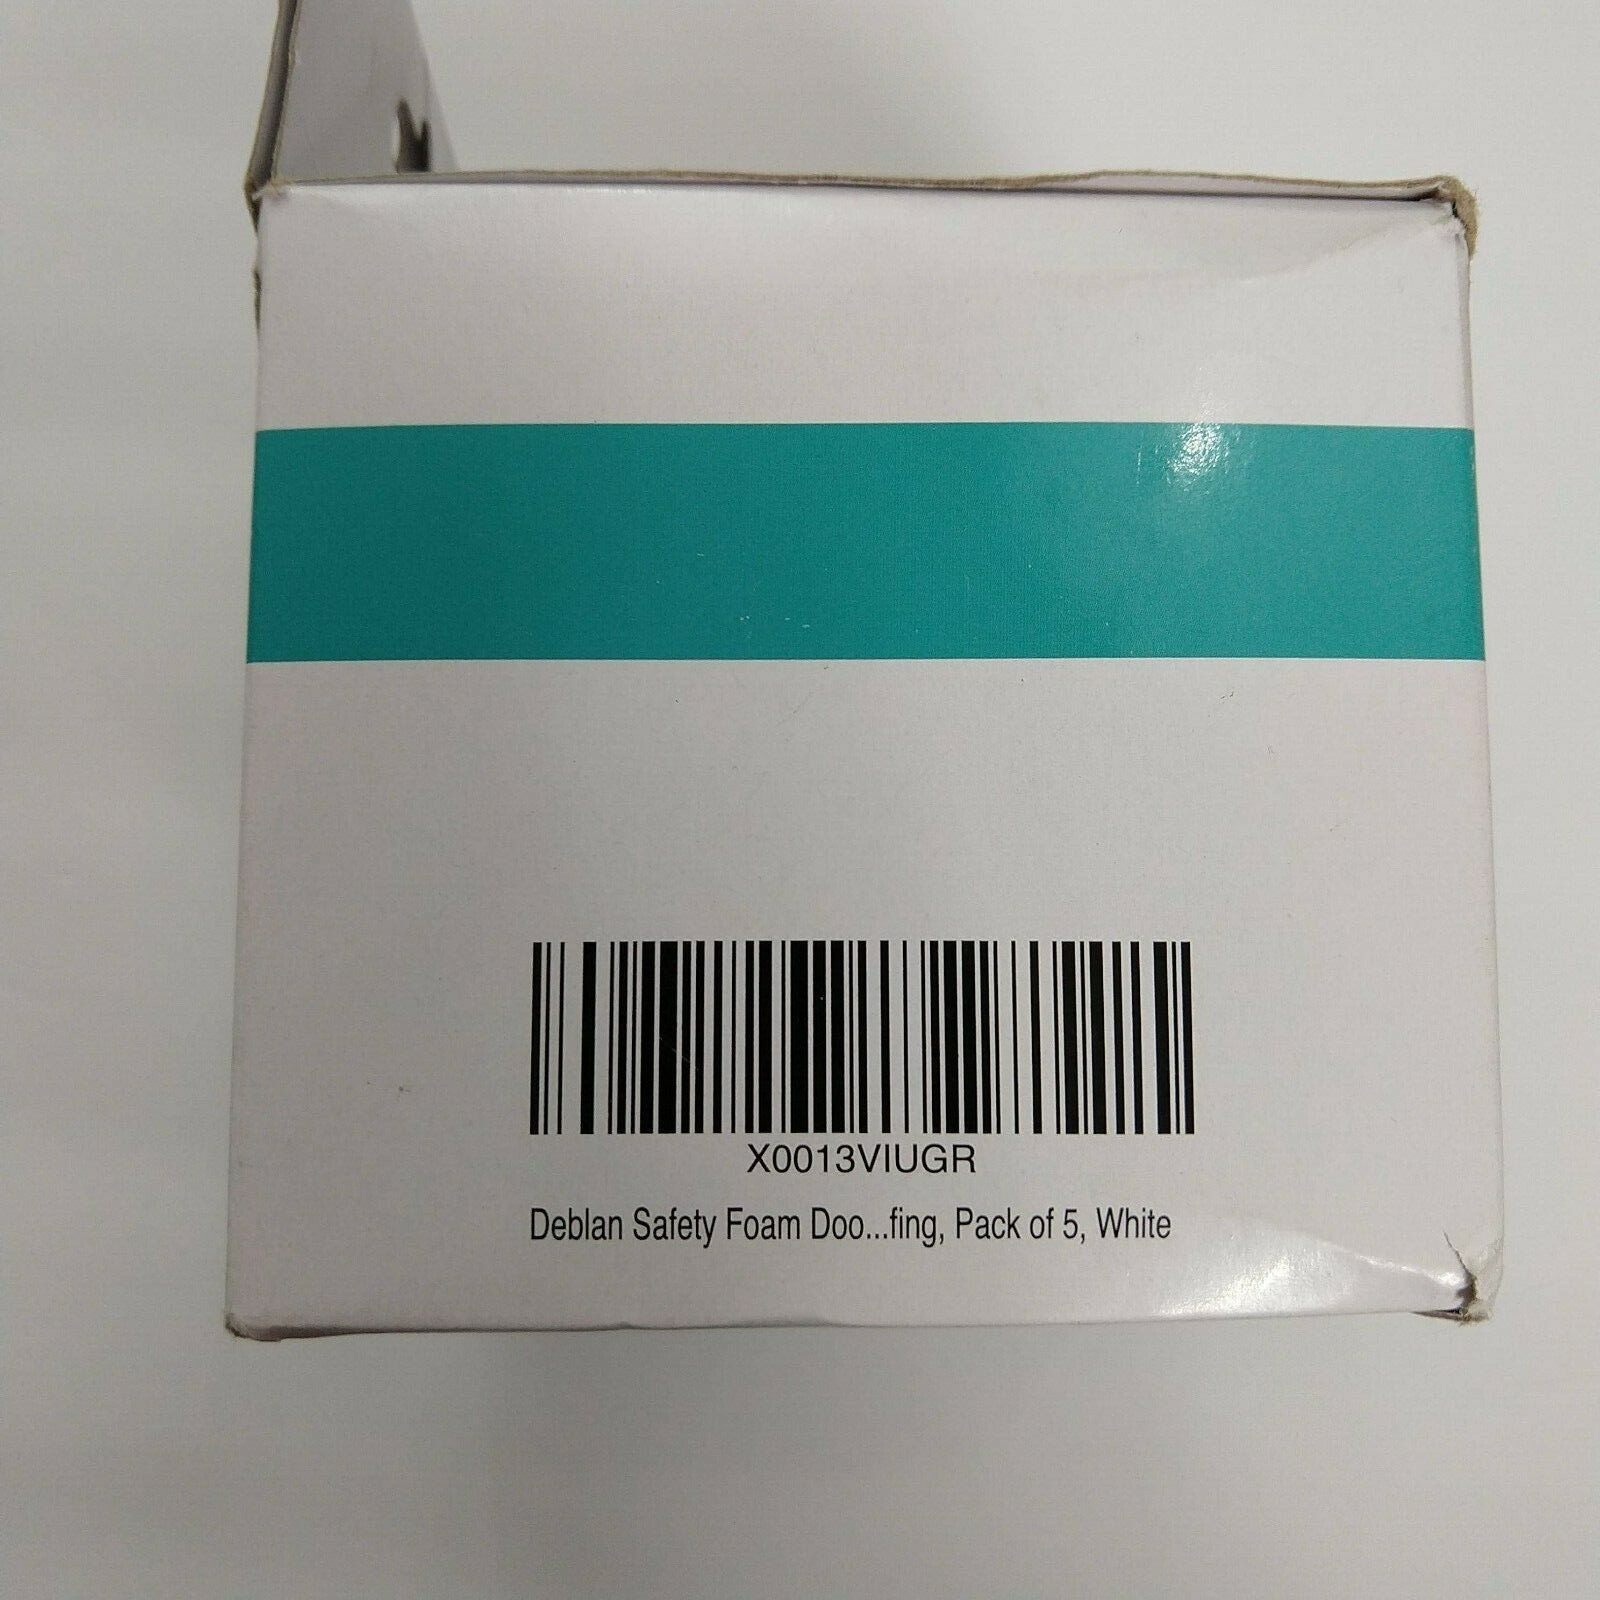 X0013VIUGR
Deblan Safety Foam Doo...fing, Pack of 5, White